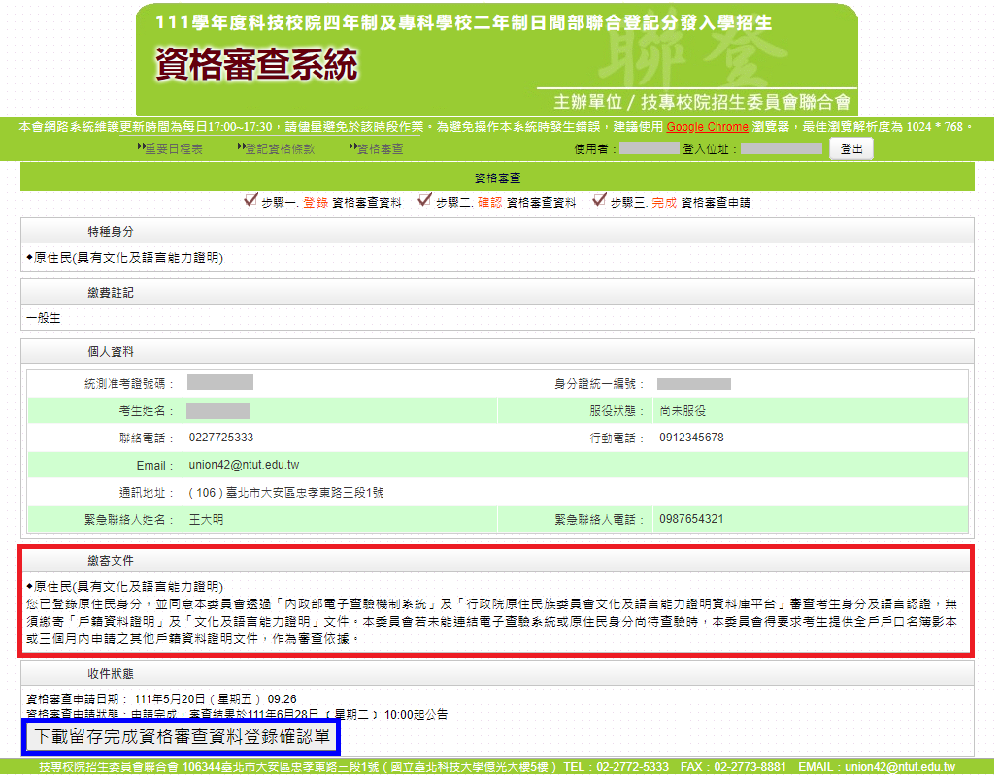 111學年度科技校院四年制及專科學校二年制日間部聯合登記分發入學招生
資格審查系統
聯登
主辦單位/技專校院招生委員會聯合會
本會網路系統維護更新時間為每日17:00~17:30，請儘量避免於該時段作業。為避免操作本系統時發生錯誤，建議使用 Google Chrome 瀏覽器，最佳瀏覽解析度為 1024 * 768。
重要日程表 登記資格條款 資格審查 使用者： 登入位址： 登出
資格審查
步驟一. 登錄 資格審查資料 步驟二. 確認 資格審查資料 步驟三. 完成 資格審查申請
特種身分
◆原住民(具有文化及語言能力證明)
繳費註記
一般生
個人資料
統測准考證號碼： 身分證統一編號：
考生姓名： 服役狀態： 尚未服役
聯絡電話： 0227725333 行動電話： 0912345678
Email： union42@ntut.edu.tw
通訊地址： ( 106 ) 臺北市大安區忠孝東路三段1號
緊急聯絡人姓名： 王大明 緊急聯絡人電話： 0987654321
繳寄文件
◆原住民(具有文化及語言能力證明)
您已登錄原住民身分，並同意本委員會透過「內政部電子查驗機制系統」及「行政院原住民族委員會文化及語言能力證明資料庫平台」審查考生身分及語言認證，無
須繳寄「戶籍資料證明」及「文化及語言能力證明」文件。本委員會若未能連結電子查驗系統或原住民身分尚待查驗時，本委員會得要求考生提供全戶戶口名簿影本
或三個月內申請之其他戶籍資料證明文件，作為審查依據。
收件狀態
資格審查申請日期： 111年5月20日 ( 星期五 ) 09:26
資格審查申請狀態：申請完成，審查結果於111年6月28日 ( 星期二 ) 10:00起公告
下載留存完成資格審查資料登錄確認單
技專校院招生委員會聯合會 106344臺北市大安區忠孝東路三段1號 ( 國立臺北科技大學億光大樓5樓 ) TEL：02-2772-5333 FAX：02-2773-8881 EMAIL：union42@ntut.edu.tw